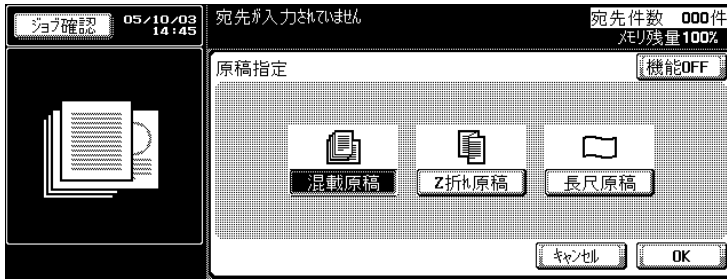 ジョブ確認
05/10/03
14:45
宛先が入力されていません
宛先件数 000件
メモリ残量100%
原稿指定
機能OFF
混載原稿
Z折れ原稿
長尺原稿
キャンセル
OK